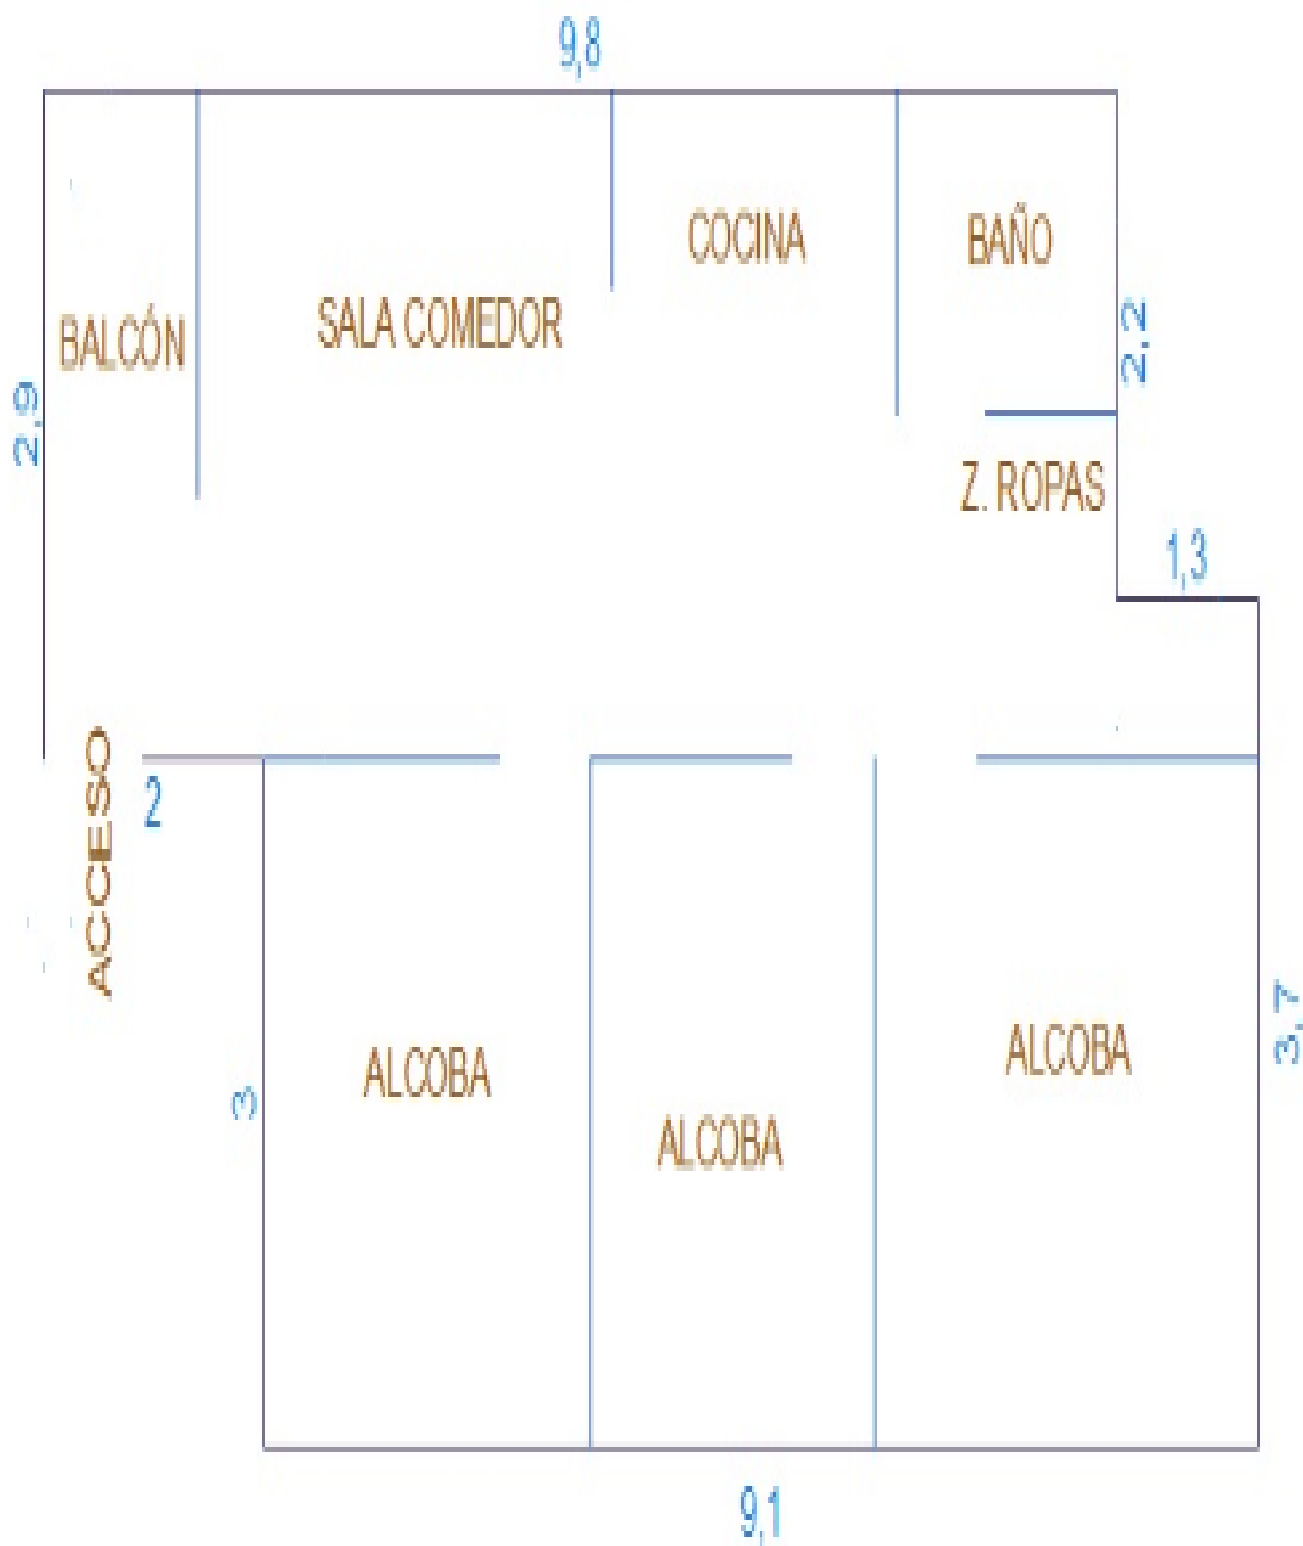 9,8
COCINA
BAÑO
BALCÓN
SALA COMEDOR
2,2
2,9
Z. ROPAS
1,3
ACCESO
2
ALCOBA
ALCOBA
ALCOBA
3
3,7
9,1